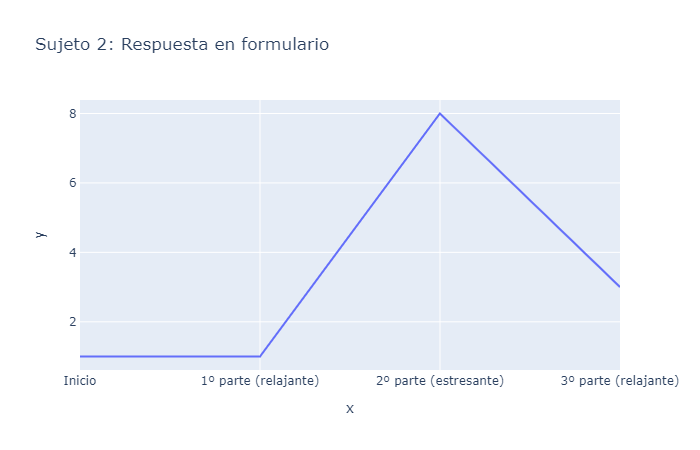 Sujeto 2: Respuesta en formulario
8
6
y
4
2
Inicio 1º parte (relajante) 2º parte (estresante) 3º parte (relajante)
x